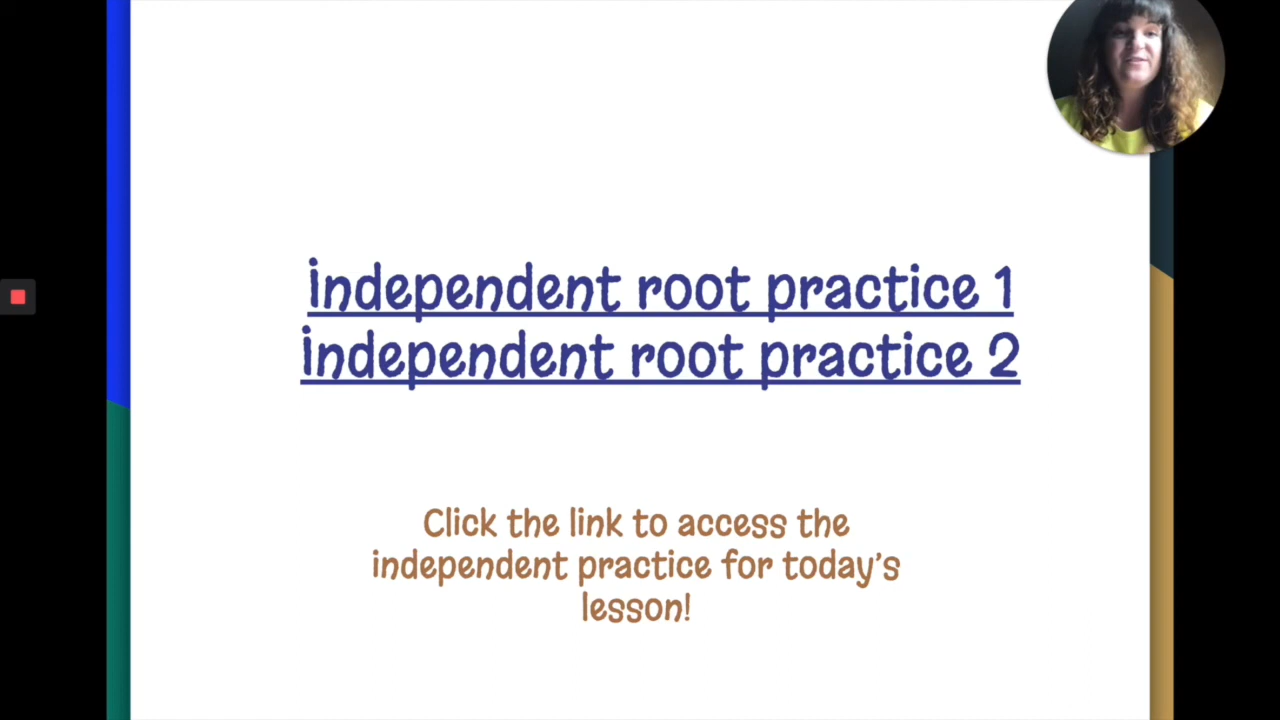 independent root practice 1
independent root practice 2
Click the link to access the
independent practice for today's
lesson!